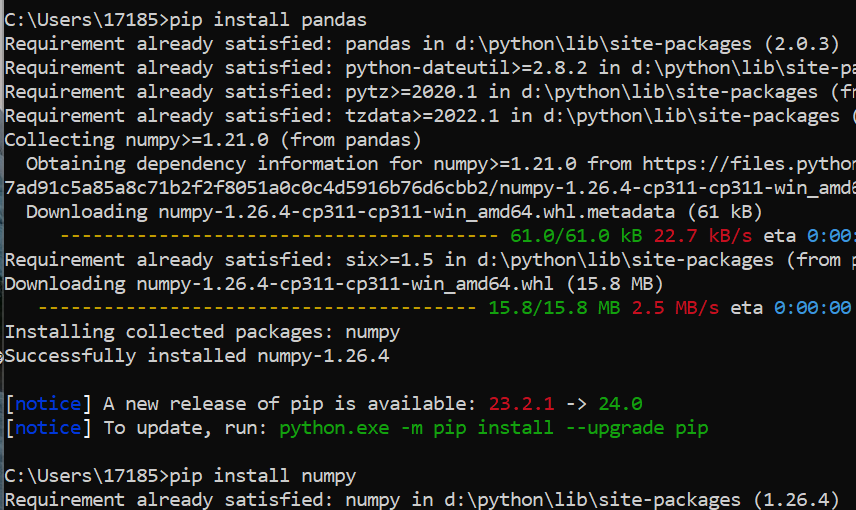 C:\Users\17185>pip install pandas
Requirement already satisfied: pandas in d:\python\lib\site-packages (2.0.3)
Requirement already satisfied: python-dateutil>=2.8.2 in d:\python\lib\site-pa
Requirement already satisfied: pytz>=2020.1 in d:\python\lib\site-packages (fr
Requirement already satisfied: tzdata>=2022.1 in d:\python\lib\site-packages (
Collecting numpy>=1.21.0 (from pandas)
  Obtaining dependency information for numpy>=1.21.0 from https://files.python
7ad91c5a85a8c71b2f2f8051a0c0c4d5916b76d6cbb2/numpy-1.26.4-cp311-cp311-win_amd6
  Downloading numpy-1.26.4-cp311-cp311-win_amd64.whl.metadata (61 kB)
     ---------------------------------------- 61.0/61.0 kB 22.7 kB/s eta 0:00:
Requirement already satisfied: six>=1.5 in d:\python\lib\site-packages (from p
Downloading numpy-1.26.4-cp311-cp311-win_amd64.whl (15.8 MB)
   ---------------------------------------- 15.8/15.8 MB 2.5 MB/s eta 0:00:00
Installing collected packages: numpy
Successfully installed numpy-1.26.4
[notice] A new release of pip is available: 23.2.1 -> 24.0
[notice] To update, run: python.exe -m pip install --upgrade pip
C:\Users\17185>pip install numpy
Requirement already satisfied: numpy in d:\python\lib\site-packages (1.26.4)